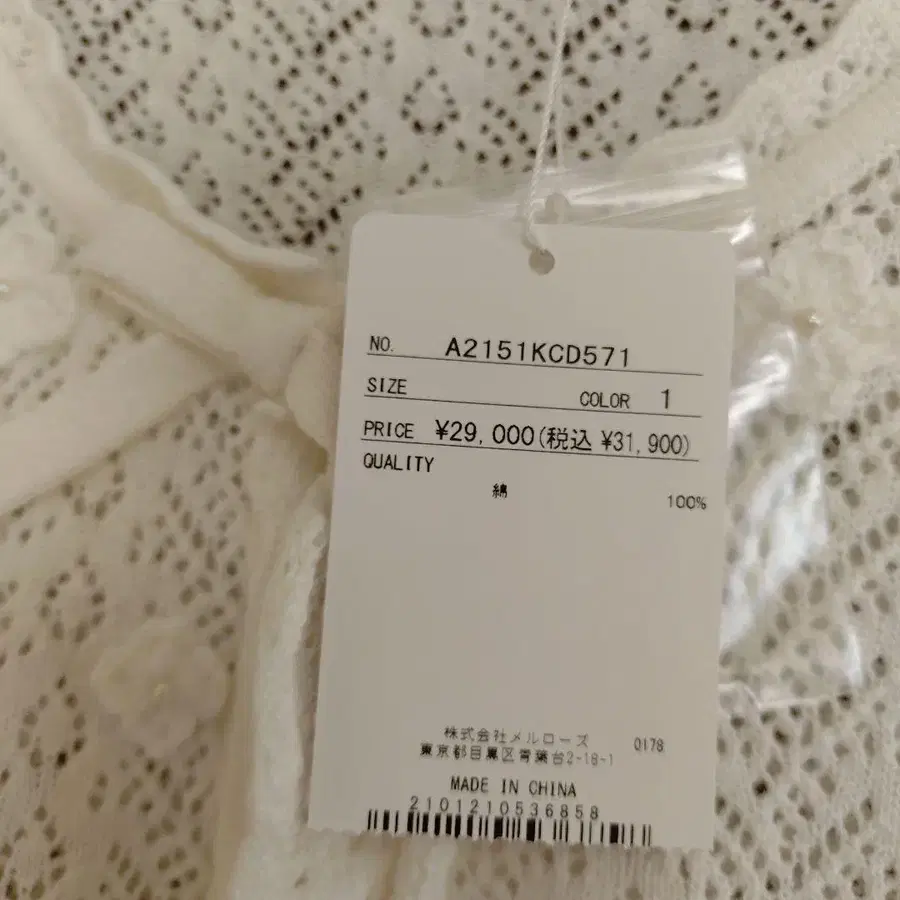 NO. A2151KCD571
SIZE COLOR 1
PRICE ¥29,000(税込 ¥31,900)
QUALITY
綿 100%
株式会社メルローズ 0178
東京都目黒区青葉台2-18-1
MADE IN CHINA
2101210536858